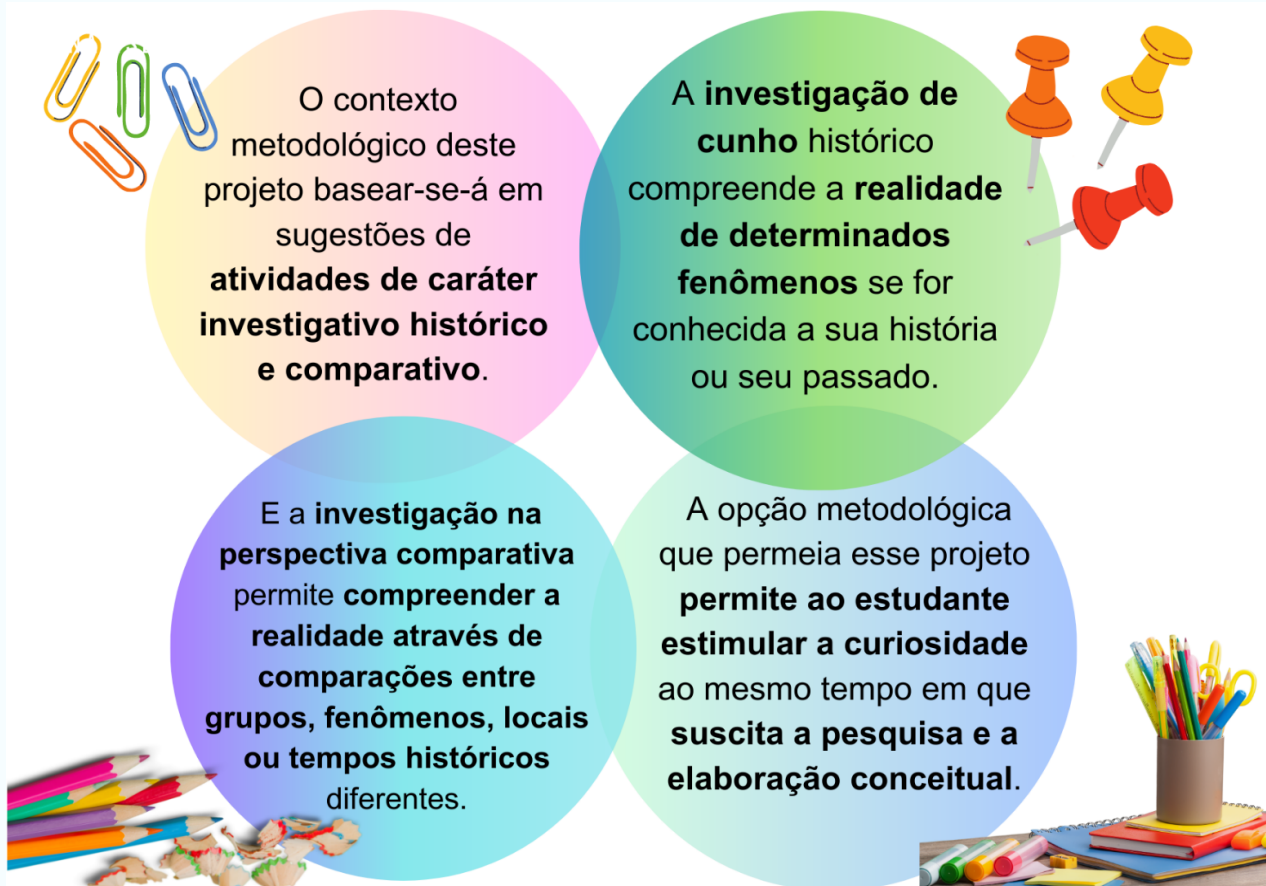 O contexto
metodológico deste
projeto basear-se-á em
sugestões de
atividades de caráter
investigativo histórico
e comparativo.
A investigação de
cunho histórico
compreende a realidade
de determinados
fenômenos se for
conhecida a sua história
ou seu passado.
E a investigação na
perspectiva comparativa
permite compreender a
realidade através de
comparações entre
grupos, fenômenos, locais
ou tempos históricos
diferentes.
A opção metodológica
que permeia esse projeto
permite ao estudante
estimular a curiosidade
ao mesmo tempo em que
suscita a pesquisa e a
elaboração conceitual.